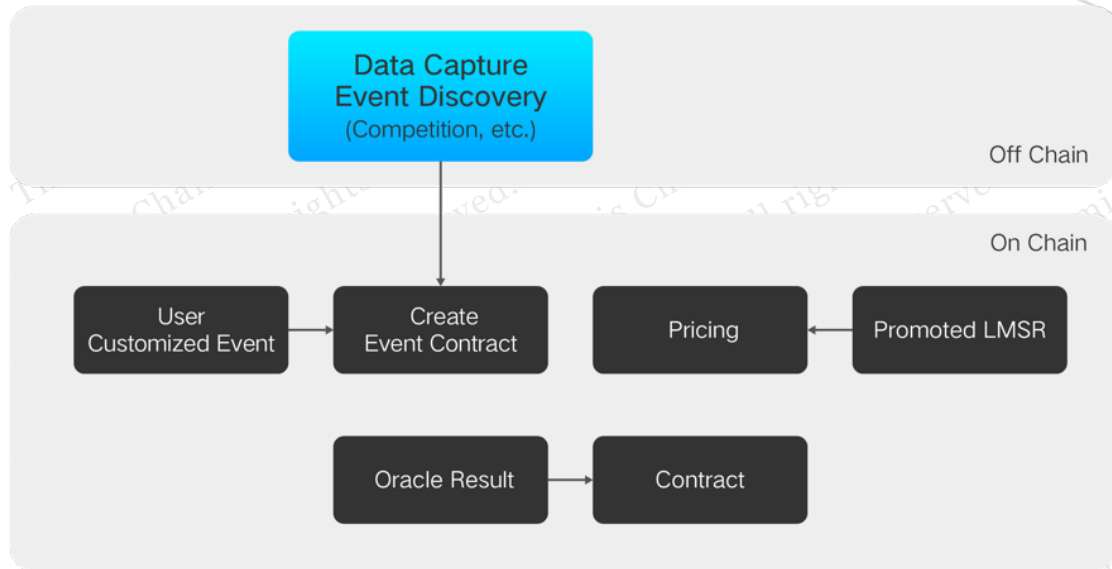 Data Capture
Event Discovery
(Competition, etc.)
Off Chain
On Chain
User
Customized Event
Create
Event Contract
Pricing
Promoted LMSR
Oracle Result
Contract